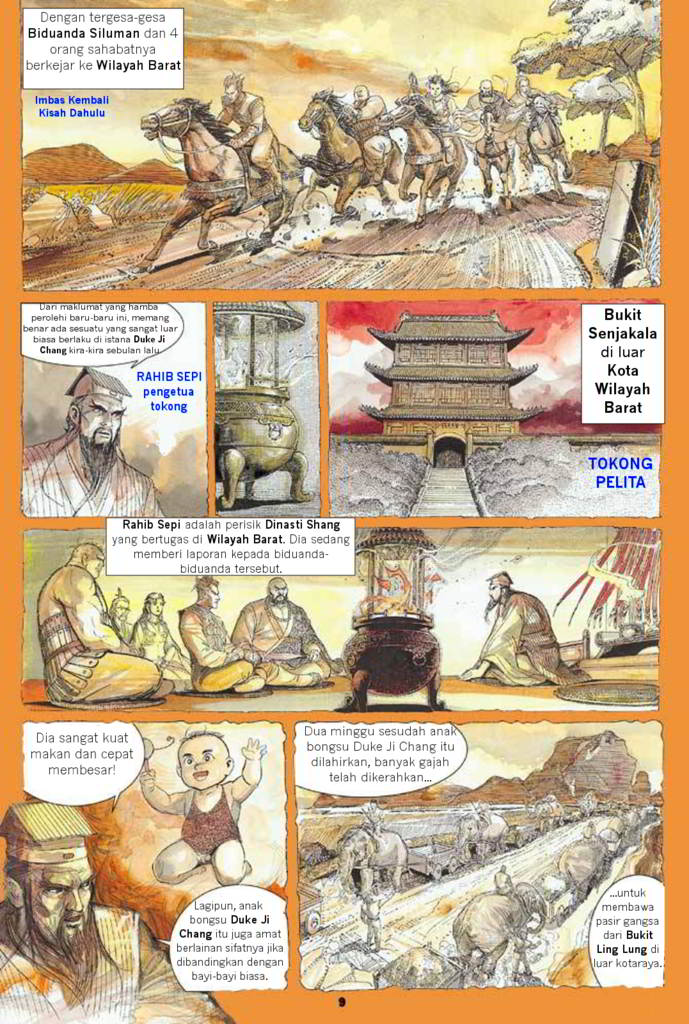 Dengan tergesa-gesa
Biduanda Siluman dan 4
orang sahabatnya
berkejar ke Wilayah Barat
Imbas Kembali
Kisah Dahulu
Dari maklumat yang hamba
perolehi baru-baru ini, memang
benar ada sesuatu yang sangat luar
biasa berlaku di istana Duke Ji
Chang kira-kira sebulan lalu.
RAHIB SEPI
pengetua
tokong
Bukit
Senjakala
di luar
Kota
Wilayah
Barat
TOKONG
PELITA
Rahib Sepi adalah perisik Dinasti Shang
yang bertugas di Wilayah Barat. Dia sedang
memberi laporan kepada biduanda-
biduanda tersebut.
Dia sangat kuat
makan dan cepat
membesar!
Lagipun, anak
bongsu Duke Ji
Chang itu juga amat
berlainan sifatnya jika
dibandingkan dengan
bayi-bayi biasa.
Dua minggu sesudah anak
bongsu Duke Ji Chang itu
dilahirkan, banyak gajah
telah dikerahkan...
...untuk
membawa
pasir gangsa
dari Bukit
Ling Lung di
luar kotaraya.
9